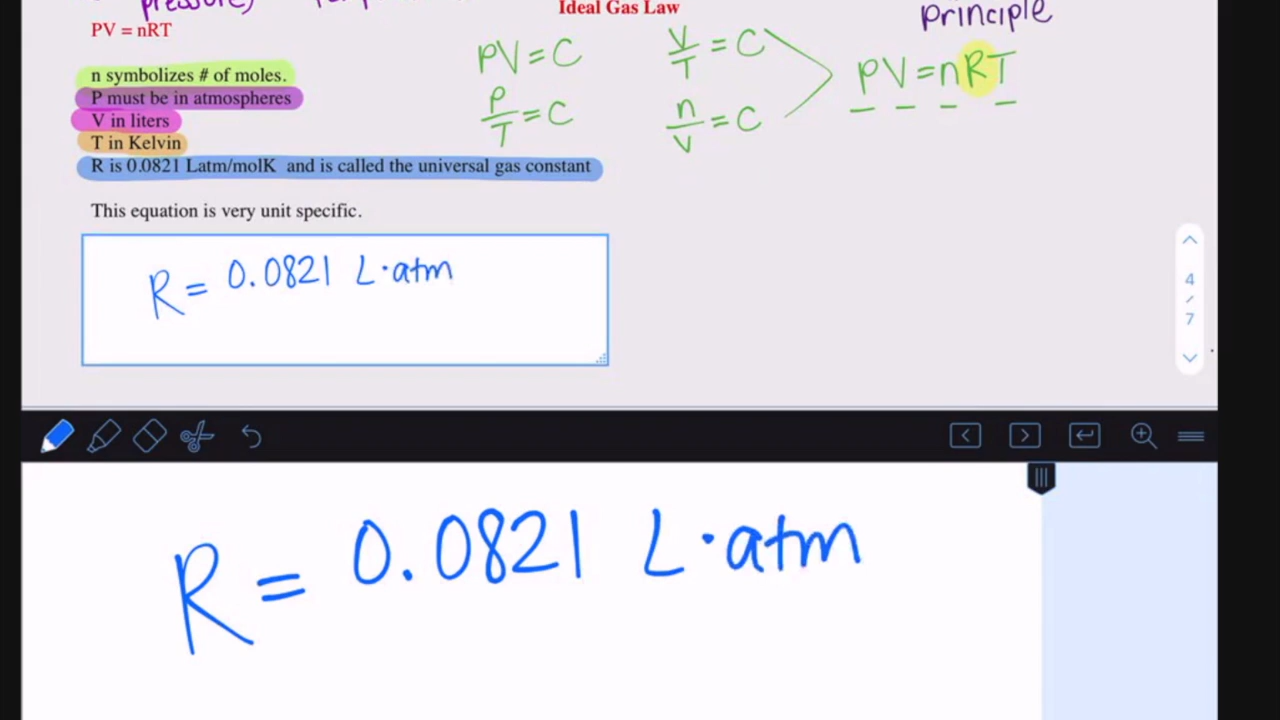 pressure)
Ideal Gas Law
principle
PV = nRT
n symbolizes # of moles.
P must be in atmospheres
V in liters
T in Kelvin
R is 0.0821 Latm/molK and is called the universal gas constant
PV = C
V/T = C
P/T = C
n/V = C
PV = nRT
This equation is very unit specific.
R = 0.0821 L·atm
4
/
7
R = 0.0821 L·atm